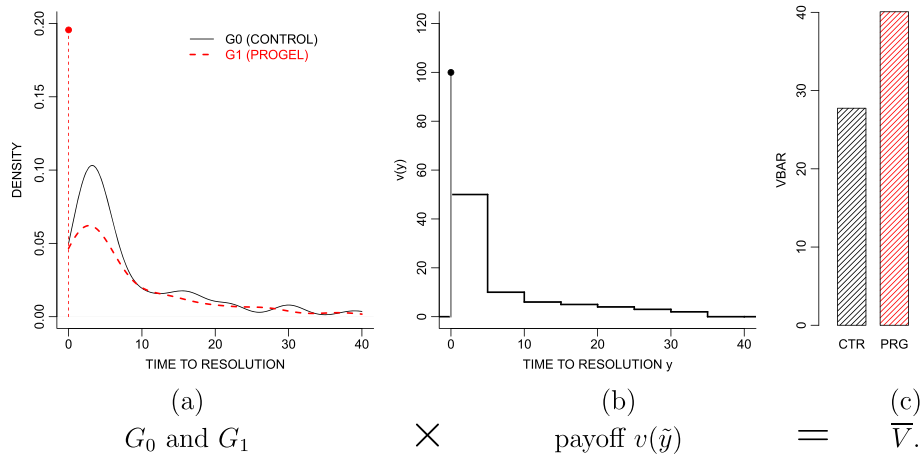 DENSITY
0.00
0.05
0.10
0.15
0.20
G0 (CONTROL)
G1 (PROGEL)
0 10 20 30 40
TIME TO RESOLUTION
v(y)
0 20 40 60 80 100 120
0 10 20 30 40
TIME TO RESOLUTION y
VBAR
0 10 20 30 40
CTR PRG
(a) (b) (c)
G₀ and G₁ × payoff v(ỹ) = V̅.